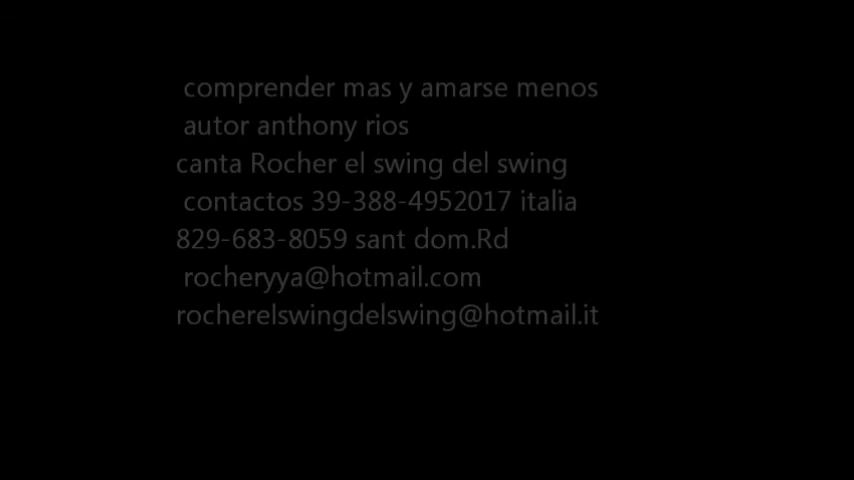 comprender mas y amarse menos
autor anthony rios
canta Rocher el swing del swing
contactos 39-388-4952017 italia
829-683-8059 sant dom.Rd
rocheryya@hotmail.com
rocherelswingdelswing@hotmail.it